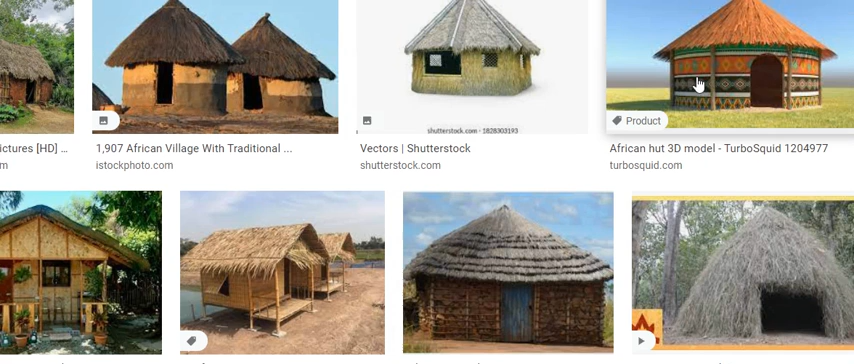 shutterstock.com · 1828303193
Product
ictures [HD] ...
1,907 African Village With Traditional ...
Vectors | Shutterstock
African hut 3D model - TurboSquid 1204977
m
istockphoto.com
shutterstock.com
turbosquid.com